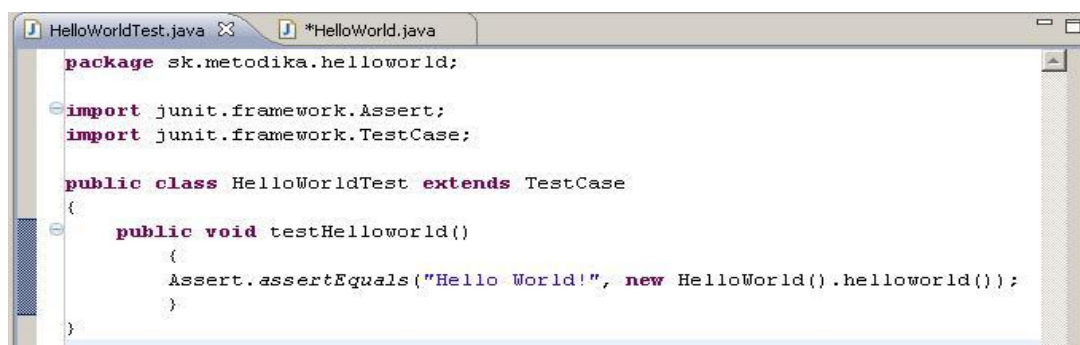 HelloWorldTest.java *HelloWorld.java
package sk.metodika.helloworld;
import junit.framework.Assert;
import junit.framework.TestCase;
public class HelloWorldTest extends TestCase
{
public void testHelloworld()
{
Assert.assertEquals("Hello World!", new HelloWorld().helloworld());
}
}